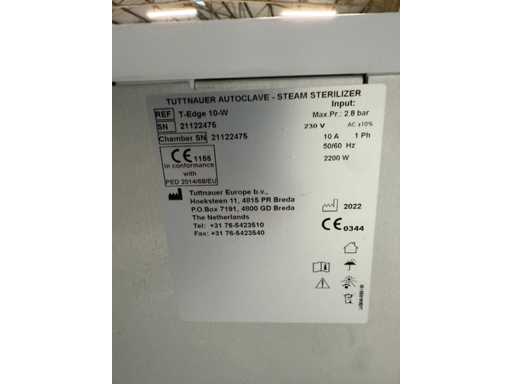 TUTTNAUER AUTOCLAVE - STEAM STERILIZER
REF T-Edge 10-W
SN 21122475
Chamber SN 21122475
Input:
Max.Pr.: 2.8 bar
230 V AC ±10%
10 A 1 Ph
50/60 Hz
2200 W
CE
In conformance
with
PED 2014/68/EU
Tuttnauer Europe b.v.,
Hoeksteen 11, 4815 PR Breda
P.O.Box 7191, 4800 GD Breda
The Netherlands
Tel: +31 76-5423510
Fax: +31 76-5423540
2022
CE 0344